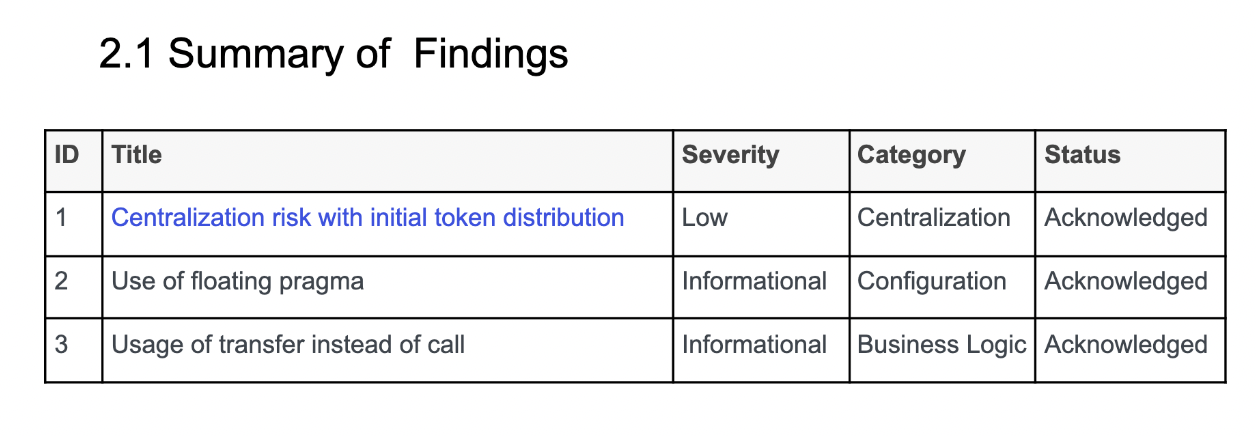 2.1 Summary of  Findings
ID Title Severity Category Status
1 Centralization risk with initial token distribution Low Centralization Acknowledged
2 Use of floating pragma Informational Configuration Acknowledged
3 Usage of transfer instead of call Informational Business Logic Acknowledged